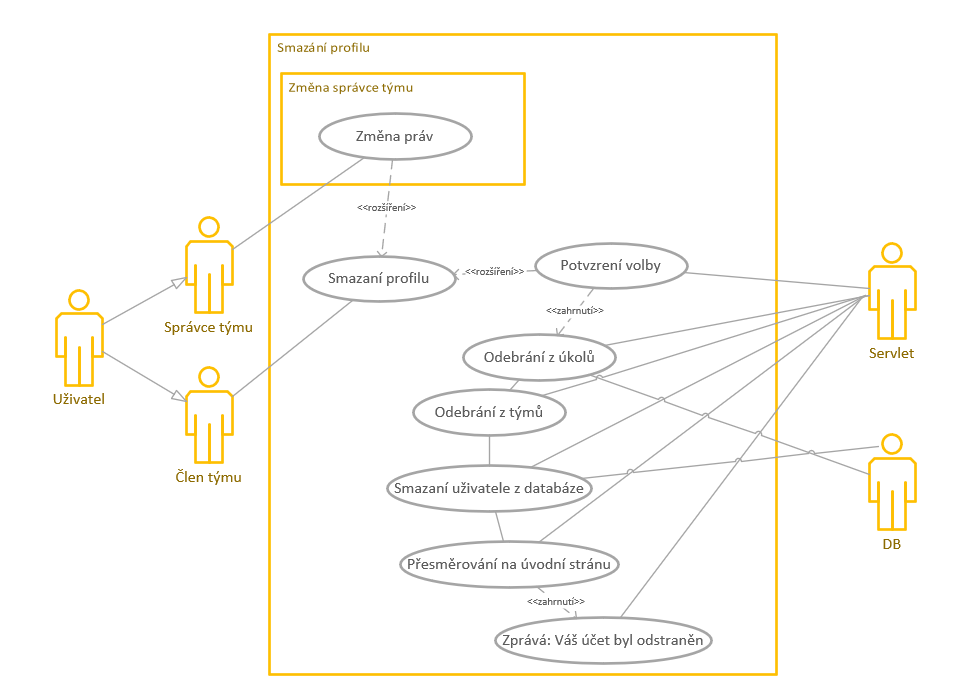 Smazání profilu
Změna správce týmu
Změna práv
<<rozšíření>>
Smazaní profilu
<<rozšíření>>
Potvzrení volby
<<zahrnutí>>
Správce týmu
Servlet
Uživatel
Odebrání z úkolů
Odebrání z týmů
Člen týmu
Smazaní uživatele z databáze
DB
Přesměrování na úvodní stránu
<<zahrnutí>>
Zprává: Váš účet byl odstraněn